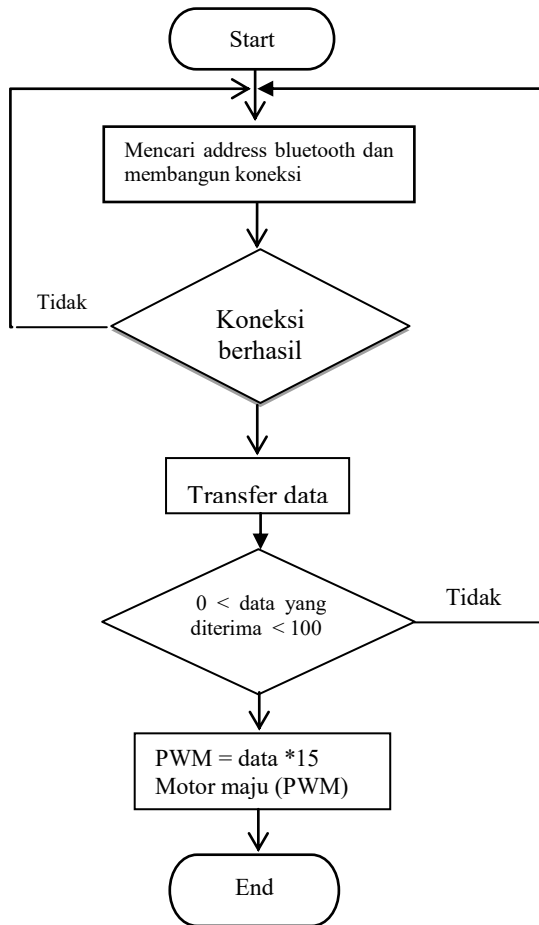 Start
Mencari address bluetooth dan
membangun koneksi
Tidak
Koneksi
berhasil
Transfer data
0 < data yang
diterima < 100
Tidak
PWM = data *15
Motor maju (PWM)
End